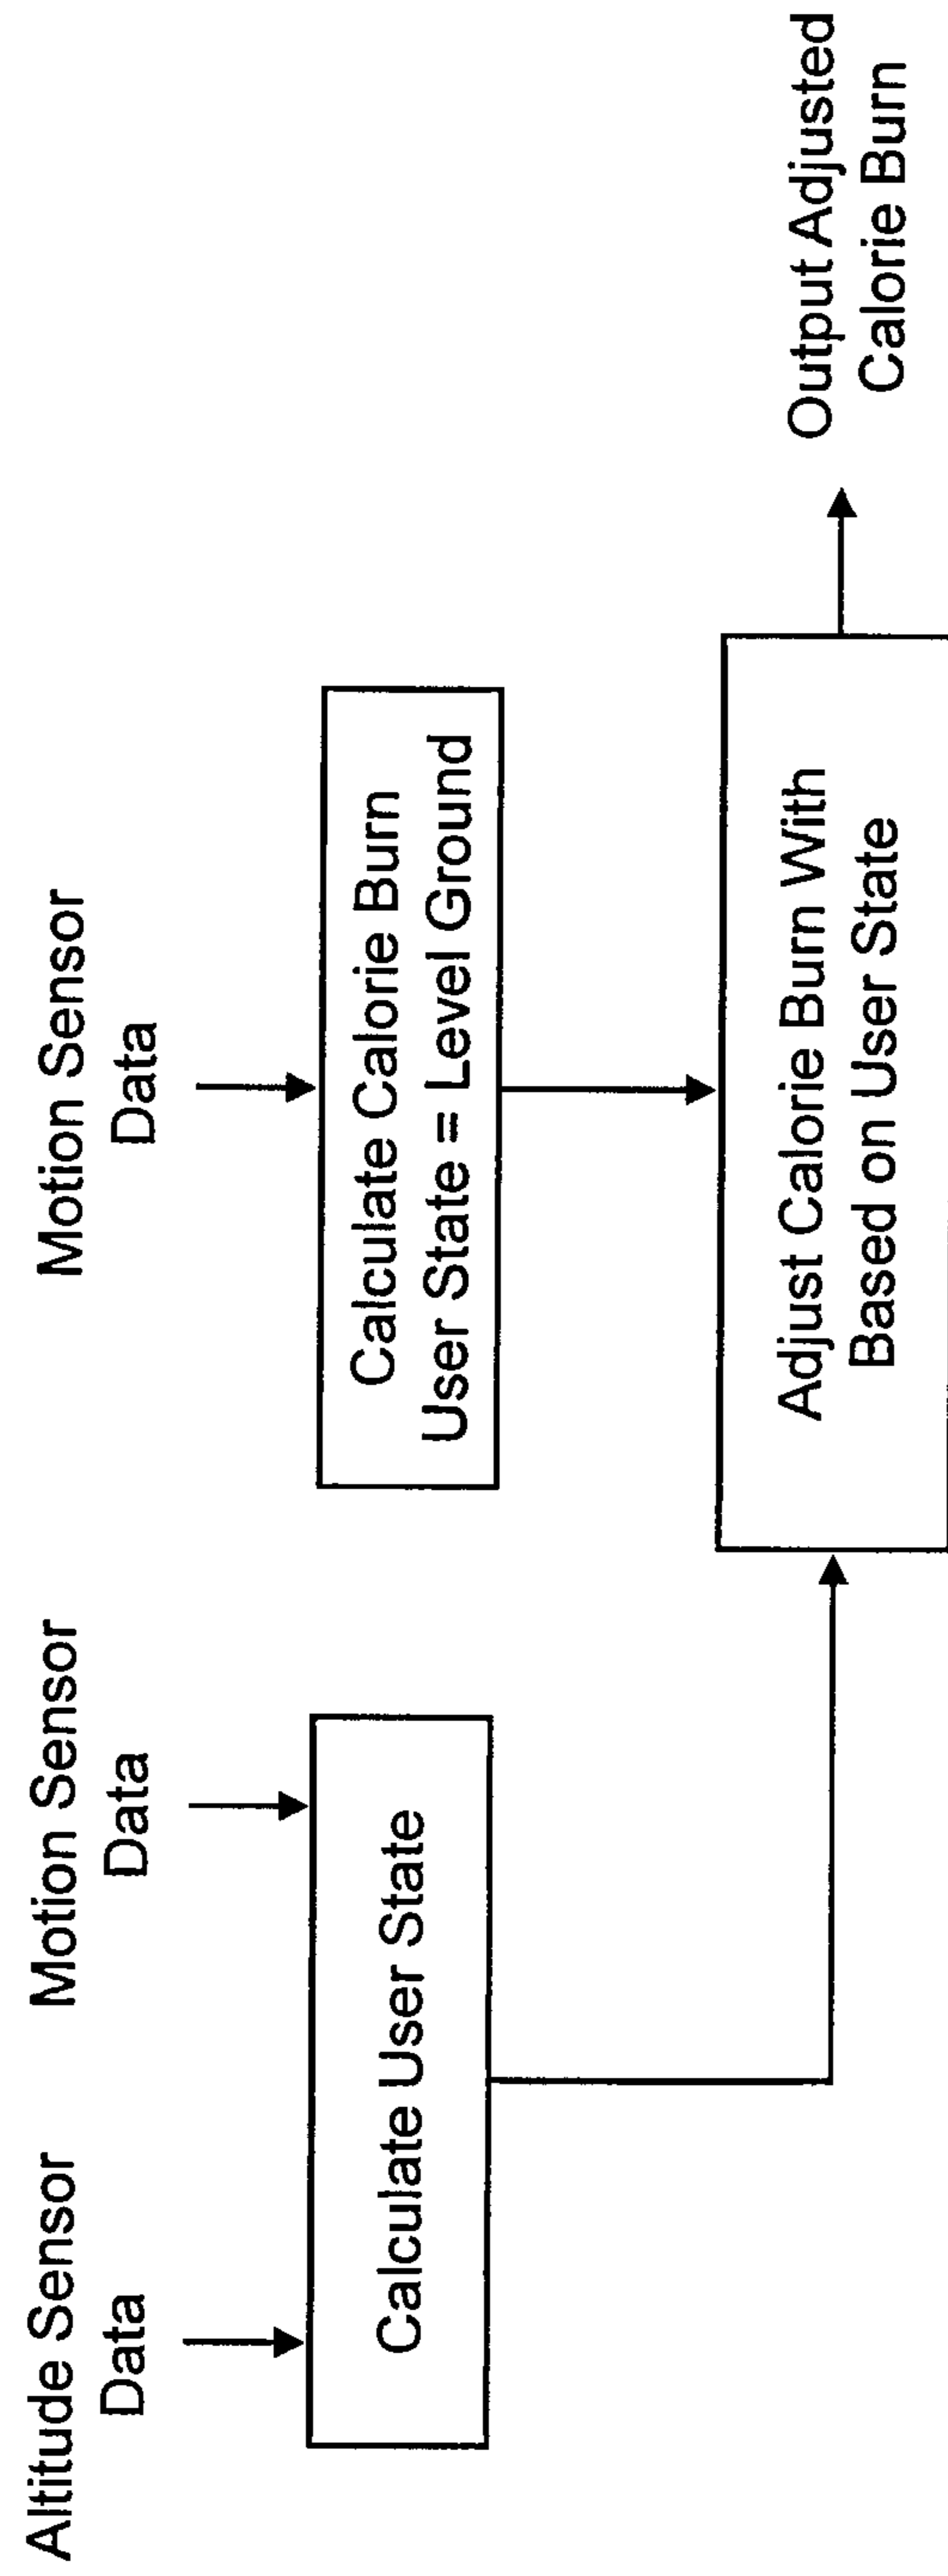 Altitude Sensor
Data
Motion Sensor
Data
Motion Sensor
Data
Calculate User State
Calculate Calorie Burn
User State = Level Ground
Adjust Calorie Burn With
Based on User State
Output Adjusted
Calorie Burn